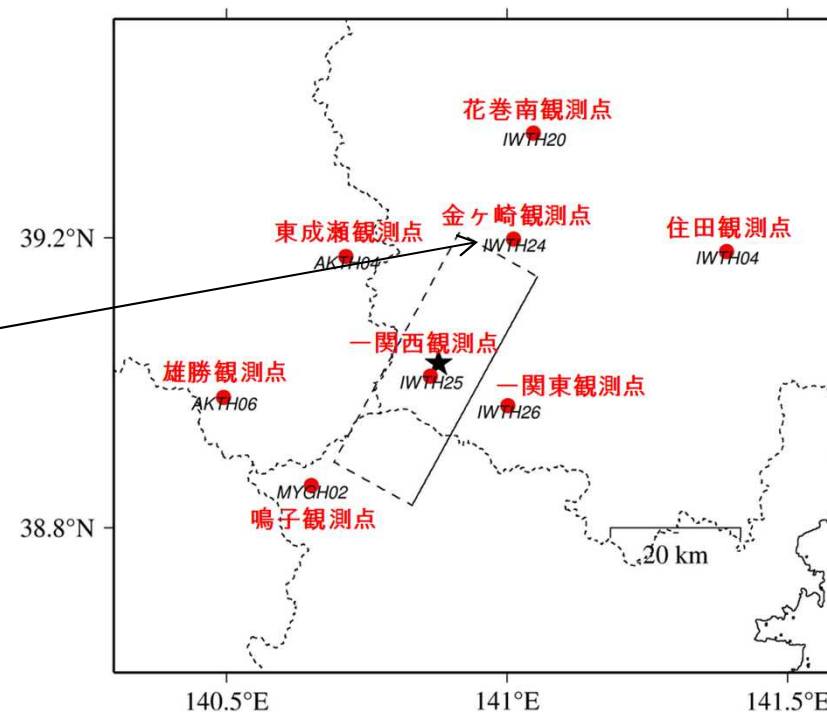 花巻南観測点
IWTH20
39.2°N
東成瀬観測点
AKTH04
金ヶ崎観測点
IWTH24
住田観測点
IWTH04
一関西観測点
IWTH25
雄勝観測点
AKTH06
一関東観測点
IWTH26
MYGH02
鳴子観測点
38.8°N
20 km
140.5°E
141°E
141.5°E